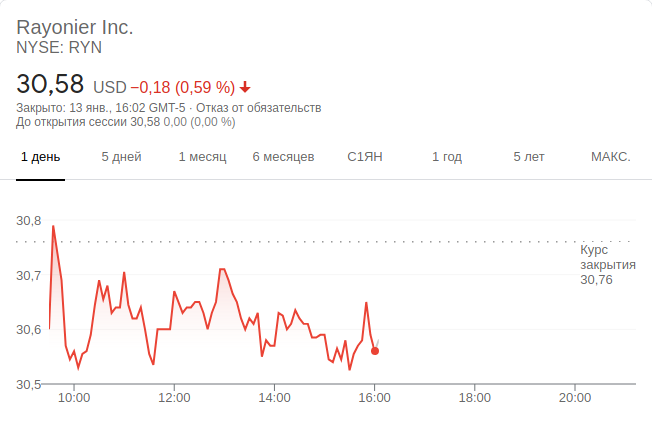 Rayonier Inc.
NYSE: RYN
30,58 USD −0,18 (0,59 %)
Закрыто: 13 янв., 16:02 GMT-5 · Отказ от обязательств
До открытия сессии 30,58 0,00 (0,00 %)
1 день 5 дней 1 месяц 6 месяцев С1ЯН 1 год 5 лет МАКС.
30,8
Курс
закрытия
30,76
30,7
30,6
30,5
10:00 12:00 14:00 16:00 18:00 20:00